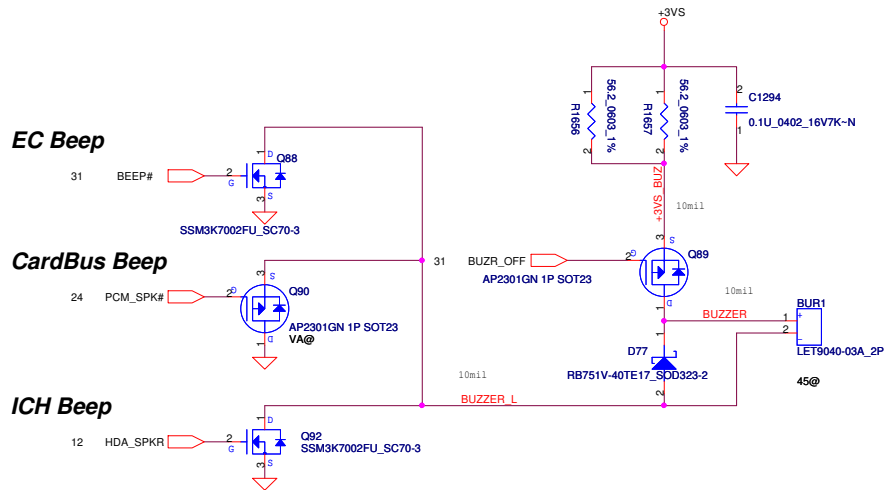 +3VS
1
R1656
2
56.2_0603_1%
1
R1657
2
56.2_0603_1%
2
C1294
0.1U_0402_16V7K~N
1
EC Beep
1
D
Q88
31
BEEP#
2
G
S
3
SSM3K7002FU_SC70-3
+3VS_BUZ
10mil
CardBus Beep
3
S
24
PCM_SPK#
2
G
Q90
AP2301GN 1P SOT23
VA@
D
1
3
S
31
BUZR_OFF
2
G
Q89
AP2301GN 1P SOT23
1
D
10mil
BUZZER
BUR1
1
+
2
-
LET9040-03A_2P
45@
1
D77
RB751V-40TE17_SOD323-2
2
ICH Beep
10mil
BUZZER_L
1
D
12
HDA_SPKR
2
G
Q92
SSM3K7002FU_SC70-3
S
3